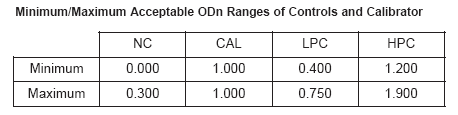 Minimum/Maximum Acceptable ODn Ranges of Controls and Calibrator
NC CAL LPC HPC
Minimum 0.000 1.000 0.400 1.200
Maximum 0.300 1.000 0.750 1.900